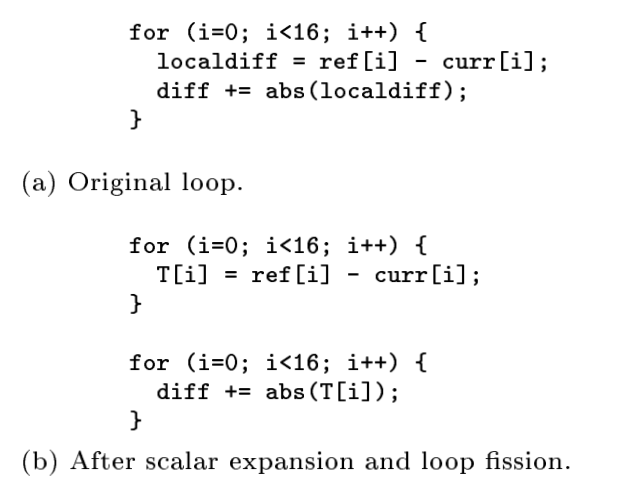 for (i=0; i<16; i++) {
  localdiff = ref[i] - curr[i];
  diff += abs(localdiff);
}
(a) Original loop.
for (i=0; i<16; i++) {
  T[i] = ref[i] - curr[i];
}
for (i=0; i<16; i++) {
  diff += abs(T[i]);
}
(b) After scalar expansion and loop fission.